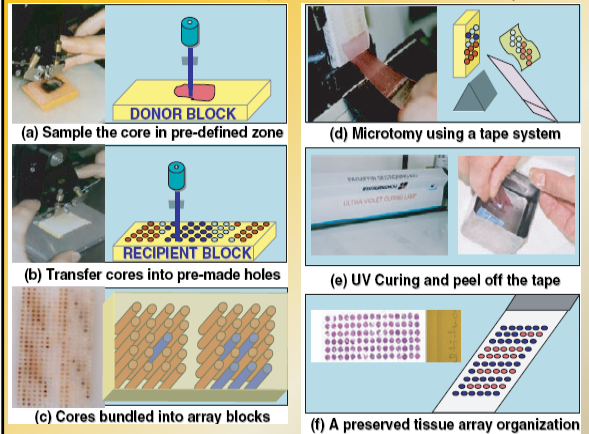 DONOR BLOCK
(a) Sample the core in pre-defined zone
RECIPIENT BLOCK
(b) Transfer cores into pre-made holes
(c) Cores bundled into array blocks
(d) Microtomy using a tape system
ULTRA VIOLET CURING LAMP
(e) UV Curing and peel off the tape
(f) A preserved tissue array organization